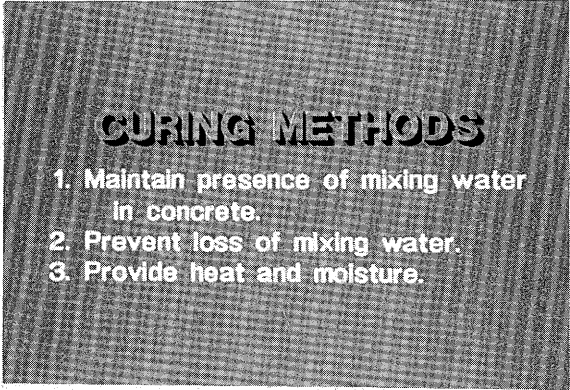 CURING METHODS
1. Maintain presence of mixing water
in concrete.
2. Prevent loss of mixing water.
3. Provide heat and moisture.